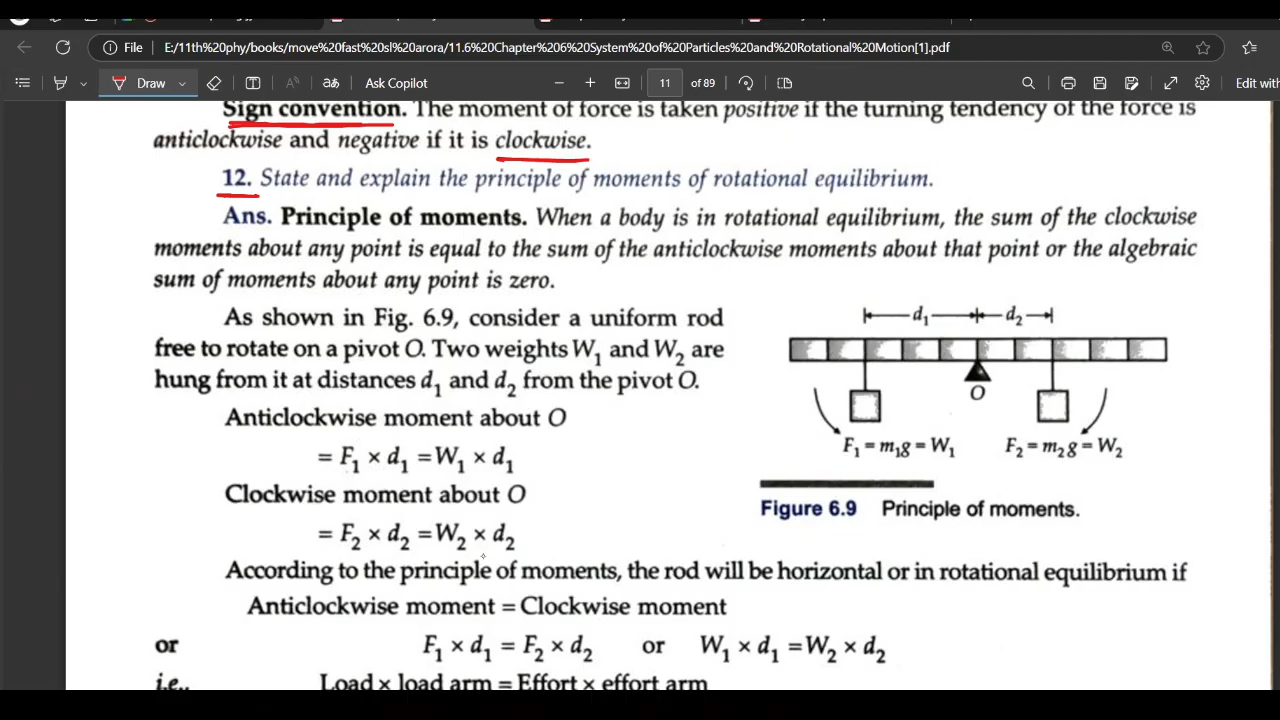 File E:/11th%20phy/books/move%20fast%20sl%20arora/11.6%20Chapter%206%20System%20of%20Particles%20and%20Rotational%20Motion[1].pdf
Draw Ask Copilot 11 of 89 Edit with
Sign convention. The moment of force is taken positive if the turning tendency of the force is
anticlockwise and negative if it is clockwise.
12. State and explain the principle of moments of rotational equilibrium.
Ans. Principle of moments. When a body is in rotational equilibrium, the sum of the clockwise
moments about any point is equal to the sum of the anticlockwise moments about that point or the algebraic
sum of moments about any point is zero.
As shown in Fig. 6.9, consider a uniform rod
free to rotate on a pivot O. Two weights W₁ and W₂ are
hung from it at distances d₁ and d₂ from the pivot O.
Anticlockwise moment about O
= F₁ × d₁ = W₁ × d₁
Clockwise moment about O
= F₂ × d₂ = W₂ × d₂
d₁ d₂
O
F₁ = m₁g = W₁ F₂ = m₂g = W₂
Figure 6.9 Principle of moments.
According to the principle of moments, the rod will be horizontal or in rotational equilibrium if
Anticlockwise moment = Clockwise moment
or F₁ × d₁ = F₂ × d₂ or W₁ × d₁ = W₂ × d₂
i.e., Load × load arm = Effort × effort arm